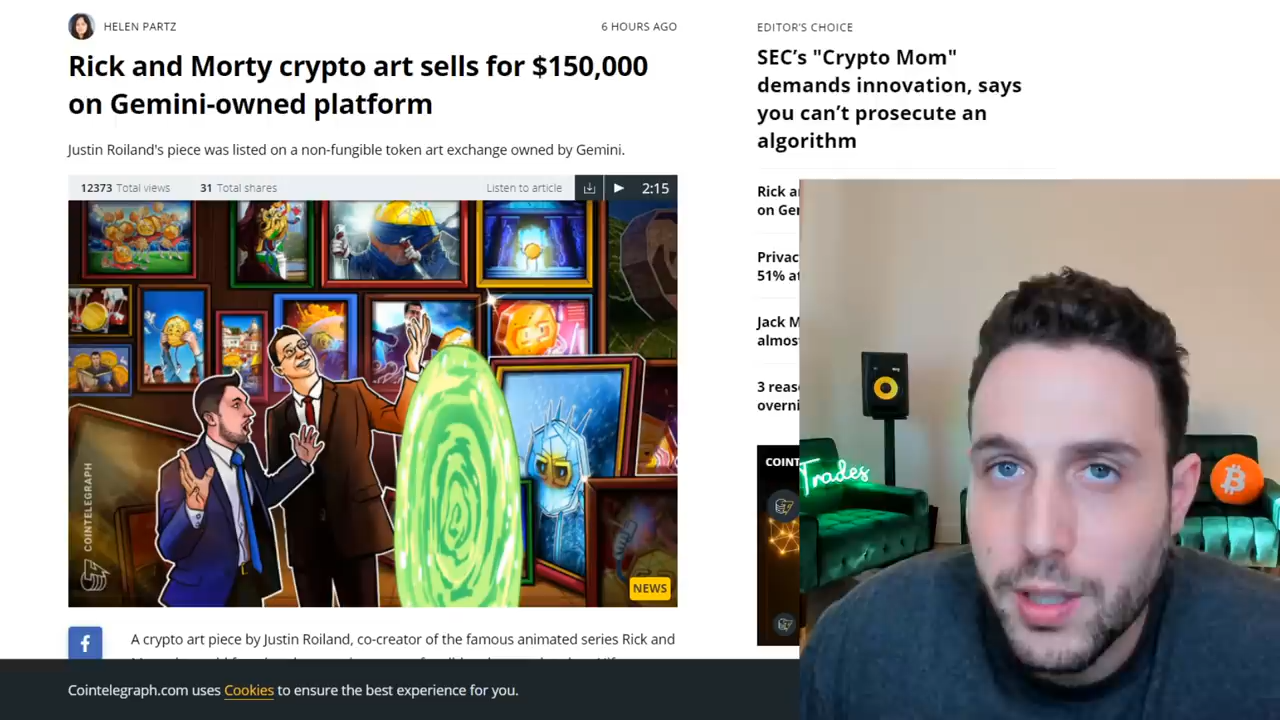 HELEN PARTZ
6 HOURS AGO
Rick and Morty crypto art sells for $150,000
on Gemini-owned platform
Justin Roiland's piece was listed on a non-fungible token art exchange owned by Gemini.
12373 Total views 31 Total shares Listen to article 2:15
COINTELEGRAPH
NEWS
f
A crypto art piece by Justin Roiland, co-creator of the famous animated series Rick and
Cointelegraph.com uses Cookies to ensure the best experience for you.
EDITOR'S CHOICE
SEC's "Crypto Mom"
demands innovation, says
you can't prosecute an
algorithm
Rick a
on Ge
Privac
51% a
Jack M
almos
3 reas
overni
COINT
Trades